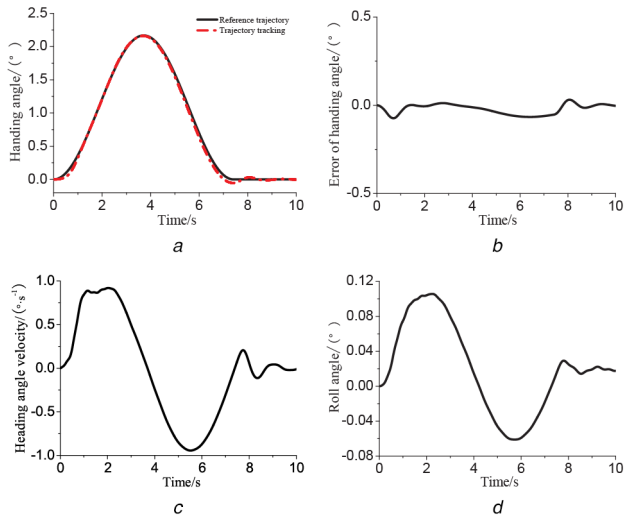 Reference trajectory
Trajectory tracking
Handing angle/(°)
2.5
2.0
1.5
1.0
0.5
0.0
0 2 4 6 8 10
Time/s
a
Error of handing angle/(°)
0.5
0.0
-0.5
0 2 4 6 8 10
Time/s
b
Heading angle velocity/(°·s-1)
1.0
0.5
0.0
-0.5
-1.0
0 2 4 6 8 10
Time/s
c
Roll angle/(°)
0.12
0.08
0.04
0.00
-0.04
-0.08
0 2 4 6 8 10
Time/s
d